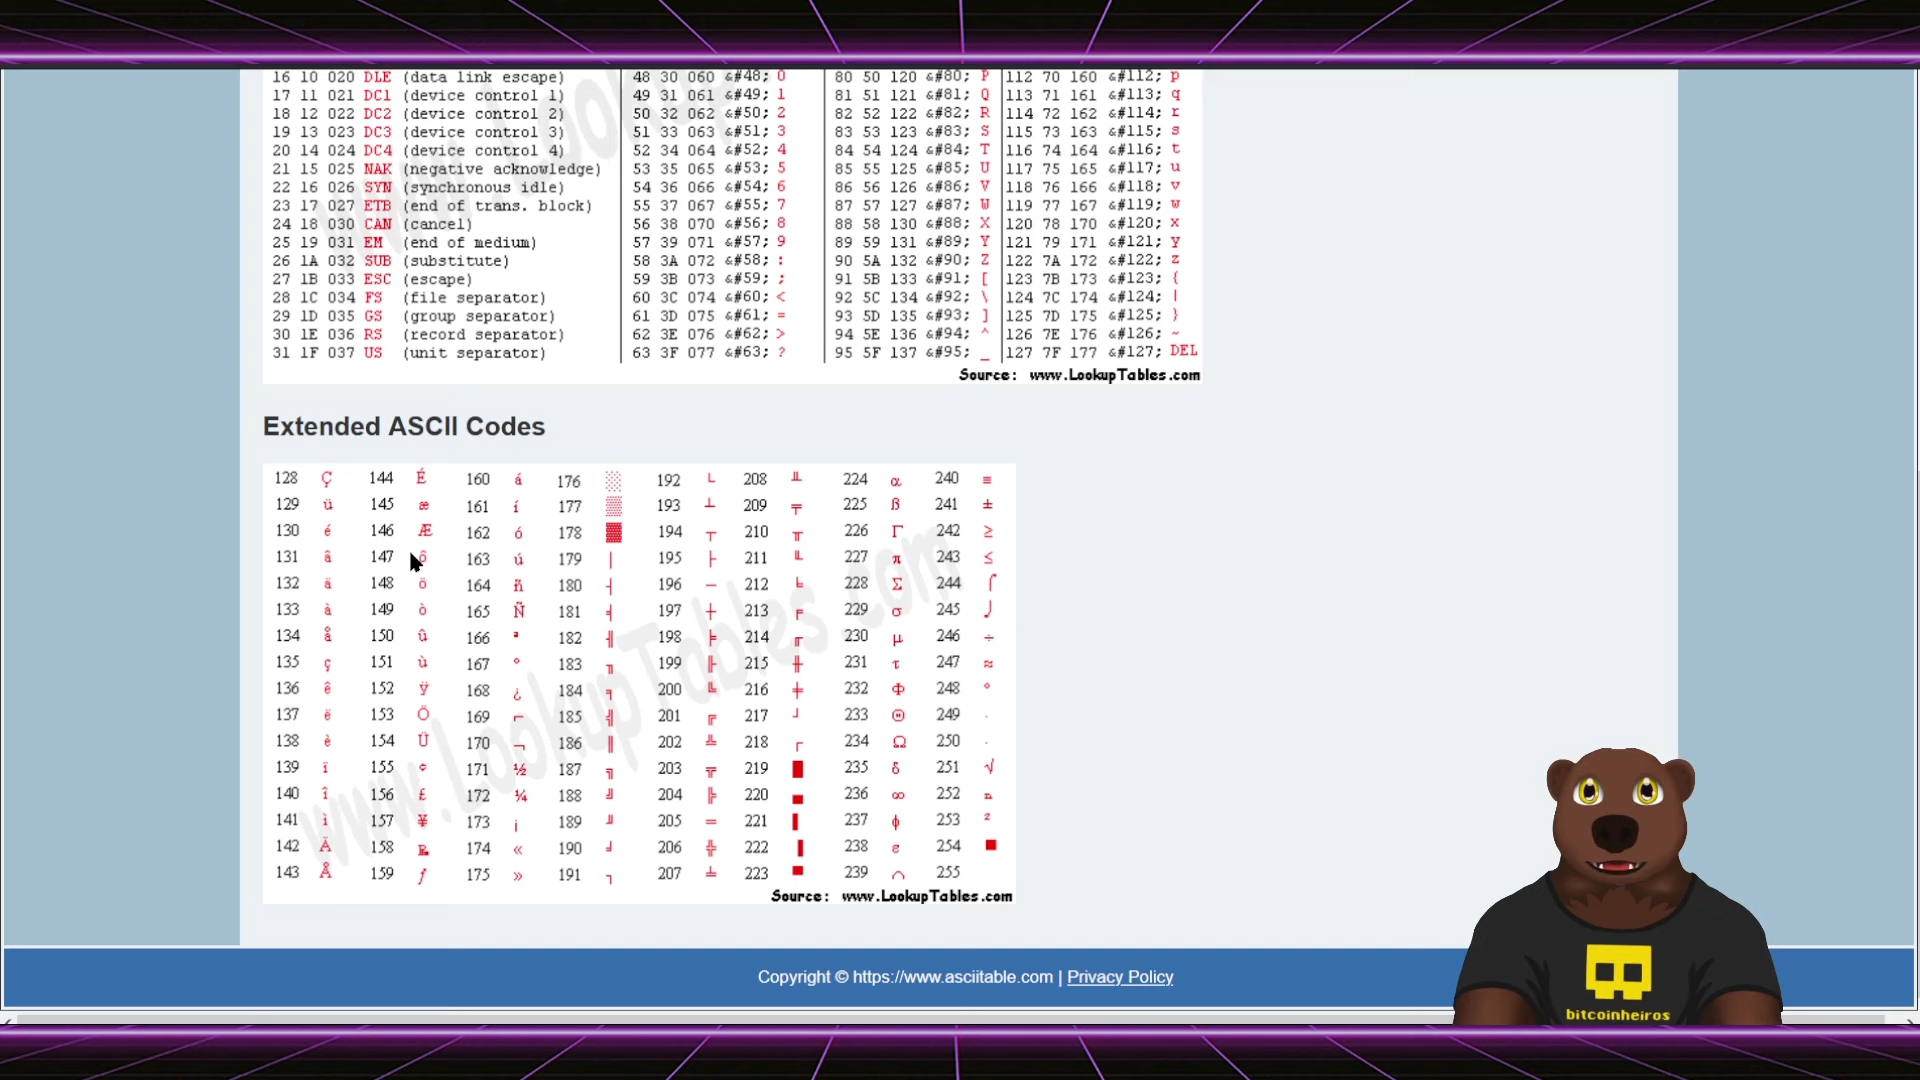 16 10 020 DLE (data link escape) 48 30 060 &#48; 0 80 50 120 &#80; P 112 70 160 &#112; p
17 11 021 DC1 (device control 1) 49 31 061 &#49; 1 81 51 121 &#81; Q 113 71 161 &#113; q
18 12 022 DC2 (device control 2) 50 32 062 &#50; 2 82 52 122 &#82; R 114 72 162 &#114; r
19 13 023 DC3 (device control 3) 51 33 063 &#51; 3 83 53 123 &#83; S 115 73 163 &#115; s
20 14 024 DC4 (device control 4) 52 34 064 &#52; 4 84 54 124 &#84; T 116 74 164 &#116; t
21 15 025 NAK (negative acknowledge) 53 35 065 &#53; 5 85 55 125 &#85; U 117 75 165 &#117; u
22 16 026 SYN (synchronous idle) 54 36 066 &#54; 6 86 56 126 &#86; V 118 76 166 &#118; v
23 17 027 ETB (end of trans. block) 55 37 067 &#55; 7 87 57 127 &#87; W 119 77 167 &#119; w
24 18 030 CAN (cancel) 56 38 070 &#56; 8 88 58 130 &#88; X 120 78 170 &#120; x
25 19 031 EM (end of medium) 57 39 071 &#57; 9 89 59 131 &#89; Y 121 79 171 &#121; y
26 1A 032 SUB (substitute) 58 3A 072 &#58; : 90 5A 132 &#90; Z 122 7A 172 &#122; z
27 1B 033 ESC (escape) 59 3B 073 &#59; ; 91 5B 133 &#91; [ 123 7B 173 &#123; {
28 1C 034 FS (file separator) 60 3C 074 &#60; < 92 5C 134 &#92; \ 124 7C 174 &#124; |
29 1D 035 GS (group separator) 61 3D 075 &#61; = 93 5D 135 &#93; ] 125 7D 175 &#125; }
30 1E 036 RS (record separator) 62 3E 076 &#62; > 94 5E 136 &#94; ^ 126 7E 176 &#126; ~
31 1F 037 US (unit separator) 63 3F 077 &#63; ? 95 5F 137 &#95; _ 127 7F 177 &#127; DEL
Source: www.LookupTables.com
Extended ASCII Codes
128 Ç 144 É 160 á 176 ░ 192 └ 208 ╨ 224 α 240 ≡
129 ü 145 æ 161 í 177 ▒ 193 ┴ 209 ╤ 225 ß 241 ±
130 é 146 Æ 162 ó 178 ▓ 194 ┬ 210 ╥ 226 Γ 242 ≥
131 â 147 ô 163 ú 179 │ 195 ├ 211 ╙ 227 π 243 ≤
132 ä 148 ö 164 ñ 180 ┤ 196 ─ 212 ╘ 228 Σ 244 ⌠
133 à 149 ò 165 Ñ 181 ╡ 197 ┼ 213 ╒ 229 σ 245 ⌡
134 å 150 û 166 ª 182 ╢ 198 ╞ 214 ╓ 230 µ 246 ÷
135 ç 151 ù 167 º 183 ╖ 199 ╟ 215 ╫ 231 τ 247 ≈
136 ê 152 ÿ 168 ¿ 184 ╕ 200 ╚ 216 ╪ 232 Φ 248 °
137 ë 153 Ö 169 ⌐ 185 ╣ 201 ╔ 217 ┘ 233 Θ 249 ∙
138 è 154 Ü 170 ¬ 186 ║ 202 ╩ 218 ┌ 234 Ω 250 ·
139 ï 155 ¢ 171 ½ 187 ╗ 203 ╦ 219 █ 235 δ 251 √
140 î 156 £ 172 ¼ 188 ╝ 204 ╠ 220 ▄ 236 ∞ 252 ⁿ
141 ì 157 ¥ 173 ¡ 189 ╜ 205 ═ 221 ▌ 237 φ 253 ²
142 Ä 158 ₧ 174 « 190 ╛ 206 ╬ 222 ▐ 238 ε 254 ■
143 Å 159 ƒ 175 » 191 ┐ 207 ╧ 223 ▀ 239 ∩ 255
www.LookupTables.com
Source: www.LookupTables.com
Copyright © https://www.asciitable.com | Privacy Policy
bitcoinheiros